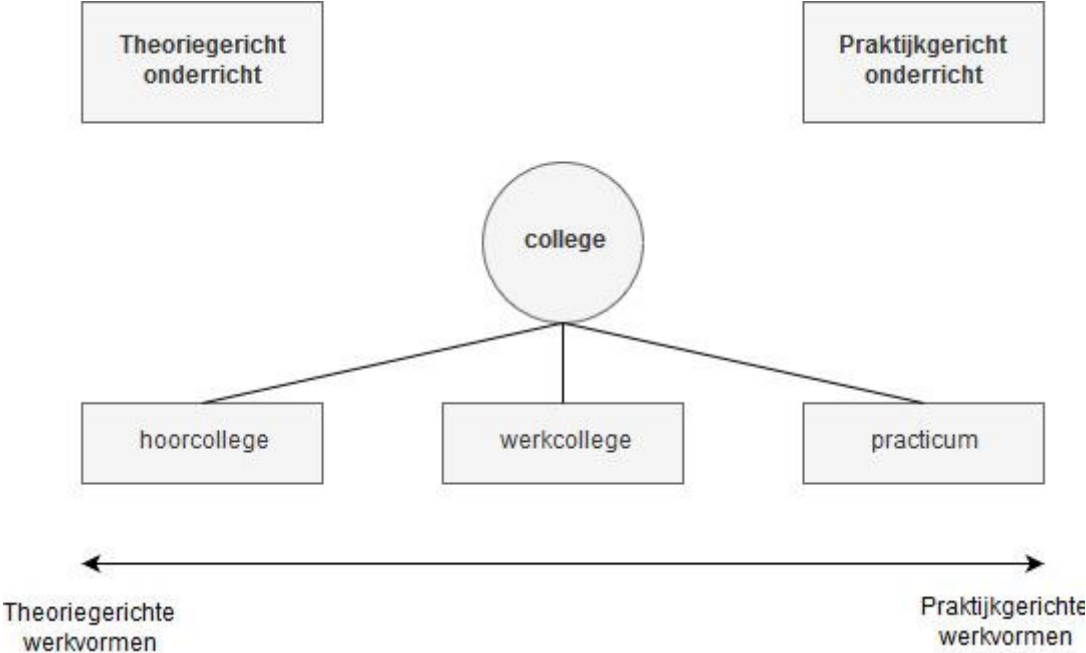 Theoriegericht
onderricht
Praktijkgericht
onderricht
college
hoorcollege
werkcollege
practicum
Theoriegerichte
werkvormen
Praktijkgerichte
werkvormen